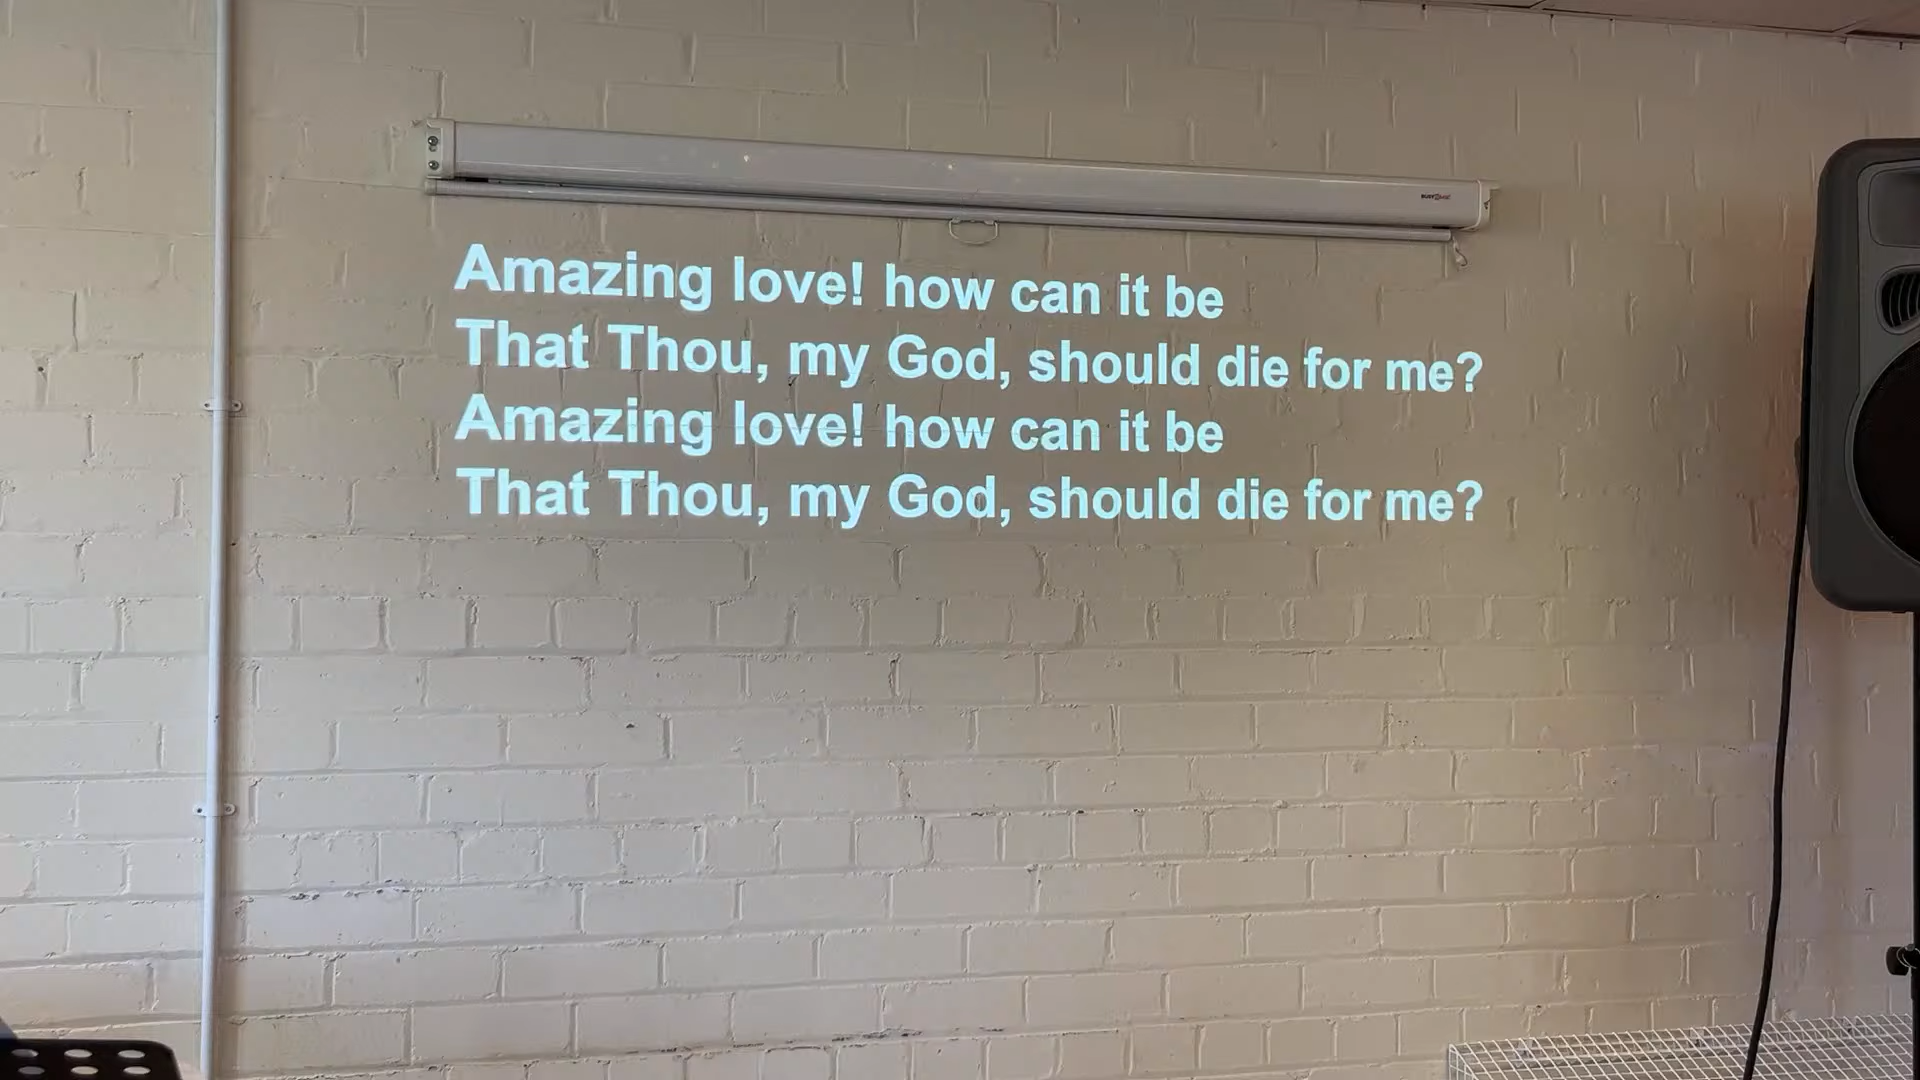 Amazing love! how can it be
That Thou, my God, should die for me?
Amazing love! how can it be
That Thou, my God, should die for me?